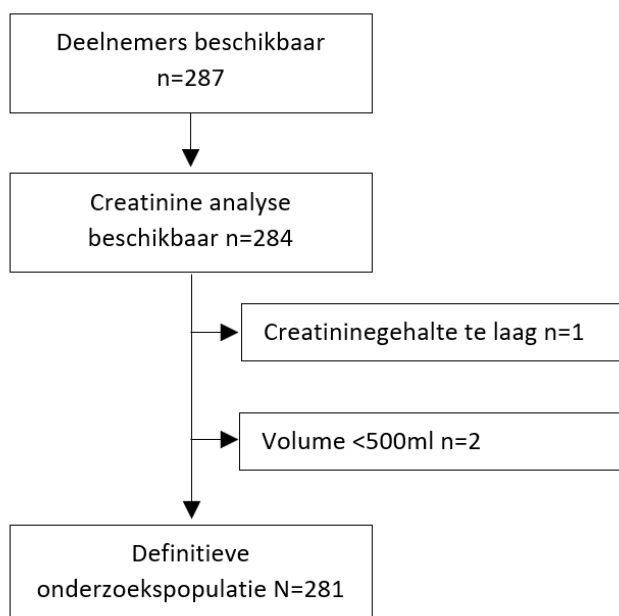 Deelnemers beschikbaar
n=287
Creatinine analyse
beschikbaar n=284
Creatininegehalte te laag n=1
Volume <500ml n=2
Definitieve
onderzoekspopulatie N=281